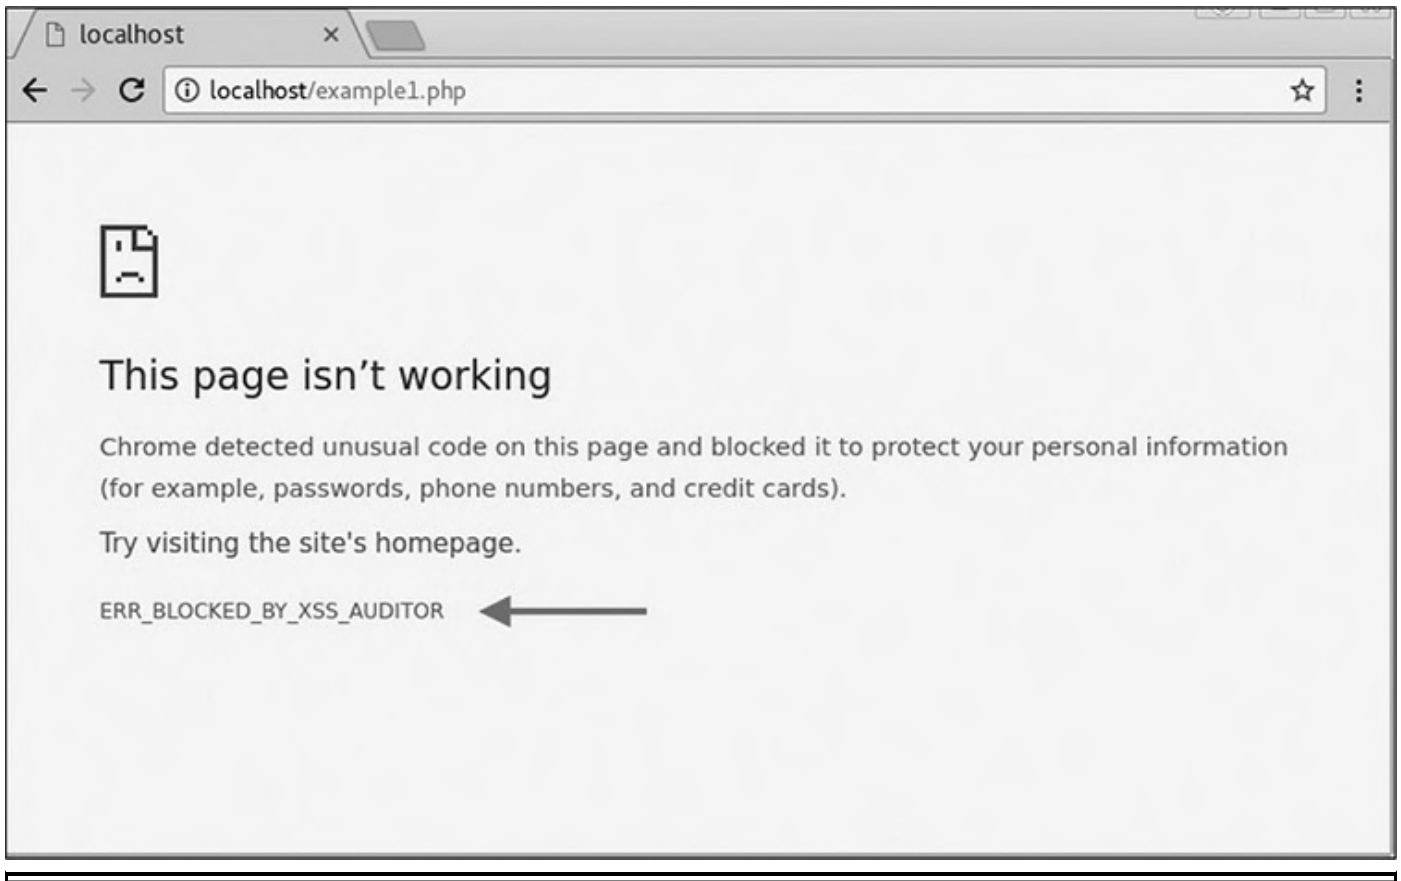 localhost
localhost/example1.php
This page isn’t working
Chrome detected unusual code on this page and blocked it to protect your personal information
(for example, passwords, phone numbers, and credit cards).
Try visiting the site's homepage.
ERR_BLOCKED_BY_XSS_AUDITOR